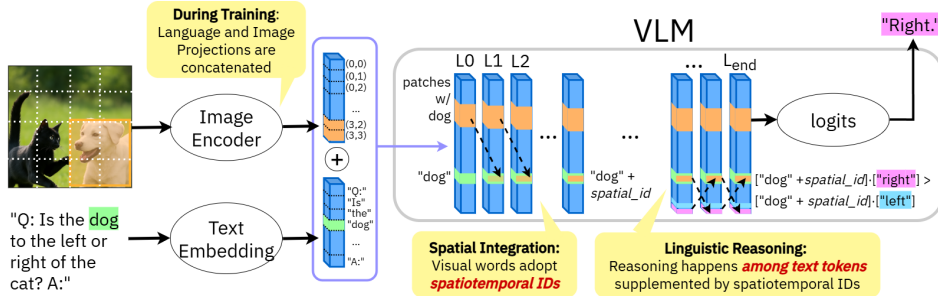 During Training:
Language and Image
Projections are
concatenated
VLM
"Right."
Image
Encoder
(0,0)
(0,1)
(0,2)
...
(3,2)
(3,3)
+
"Q: Is the dog
to the left or
right of the
cat? A:"
Text
Embedding
"Q:"
"Is"
"the"
"dog"
...
"A:"
L0 L1 L2
... Lend
patches
w/
dog
... ...
"dog"
"dog" +
spatial_id
logits
["dog" +spatial_id]·["right"] >
["dog" + spatial_id]·["left"]
Spatial Integration:
Visual words adopt
spatiotemporal IDs
Linguistic Reasoning:
Reasoning happens among text tokens
supplemented by spatiotemporal IDs